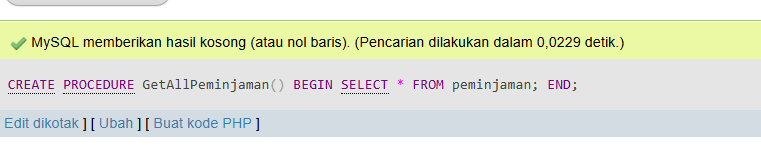 MySQL memberikan hasil kosong (atau nol baris). (Pencarian dilakukan dalam 0,0229 detik.)
CREATE PROCEDURE GetAllPeminjaman() BEGIN SELECT * FROM peminjaman; END;
Edit dikotak ] [ Ubah ] [ Buat kode PHP ]